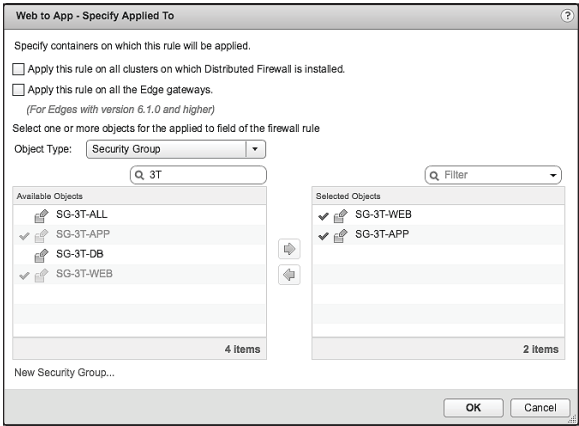 Web to App - Specify Applied To
?
Specify containers on which this rule will be applied.
Apply this rule on all clusters on which Distributed Firewall is installed.
Apply this rule on all the Edge gateways.
(For Edges with version 6.1.0 and higher)
Select one or more objects for the applied to field of the firewall rule
Object Type: Security Group
3T
Filter
Available Objects
SG-3T-ALL
SG-3T-APP
SG-3T-DB
SG-3T-WEB
4 items
Selected Objects
SG-3T-WEB
SG-3T-APP
2 items
New Security Group...
OK
Cancel